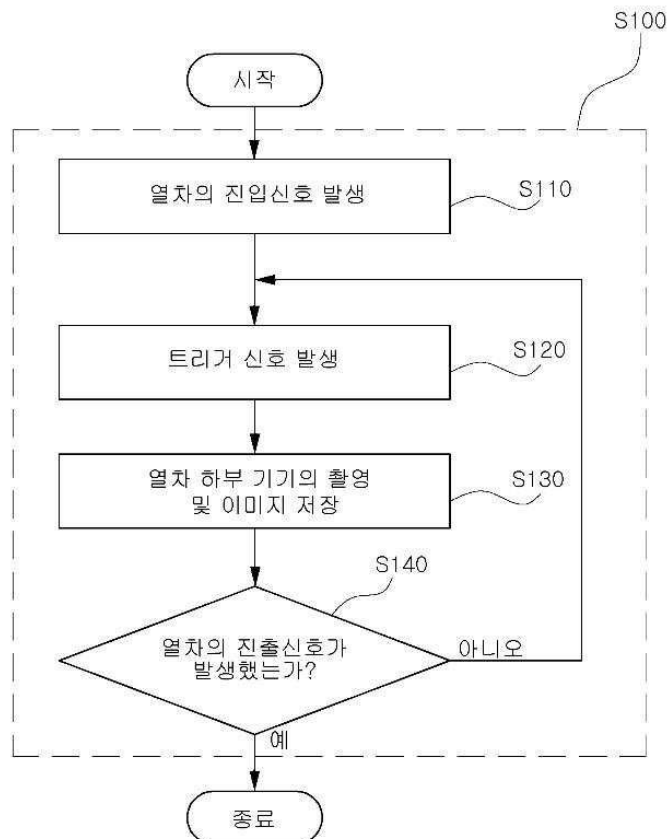 S100
시작
열차의 진입신호 발생
S110
트리거 신호 발생
S120
열차 하부 기기의 촬영
및 이미지 저장
S130
S140
열차의 진출신호가
발생했는가?
아니오
예
종료